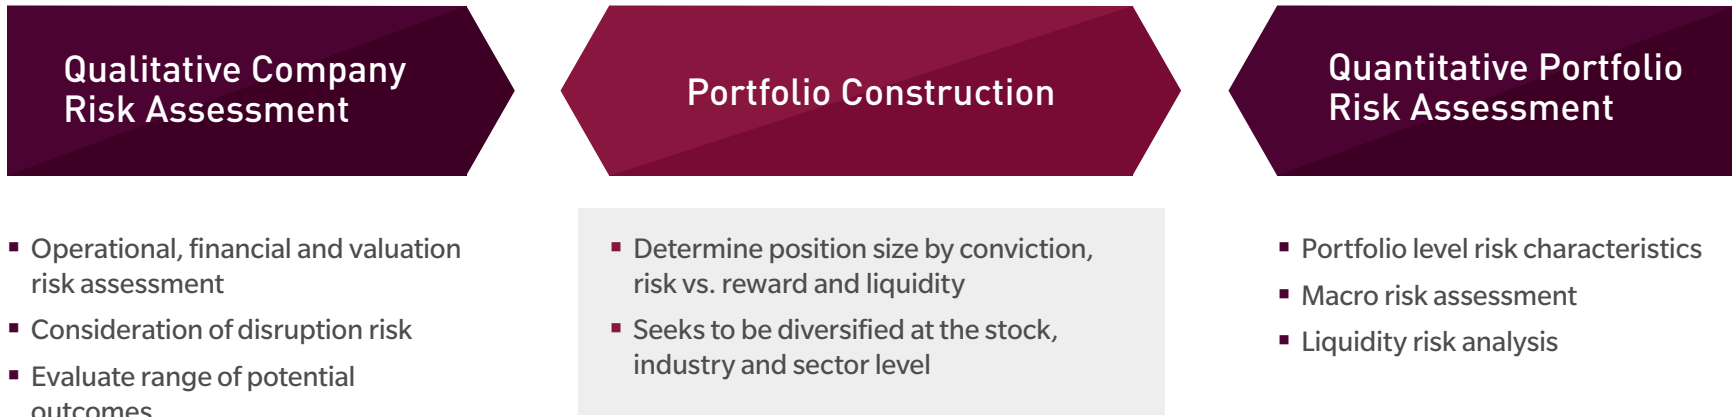 Qualitative Company
Risk Assessment
▪ Operational, financial and valuation
risk assessment
▪ Consideration of disruption risk
▪ Evaluate range of potential
outcomes
Portfolio Construction
▪ Determine position size by conviction,
risk vs. reward and liquidity
▪ Seeks to be diversified at the stock,
industry and sector level
Quantitative Portfolio
Risk Assessment
▪ Portfolio level risk characteristics
▪ Macro risk assessment
▪ Liquidity risk analysis